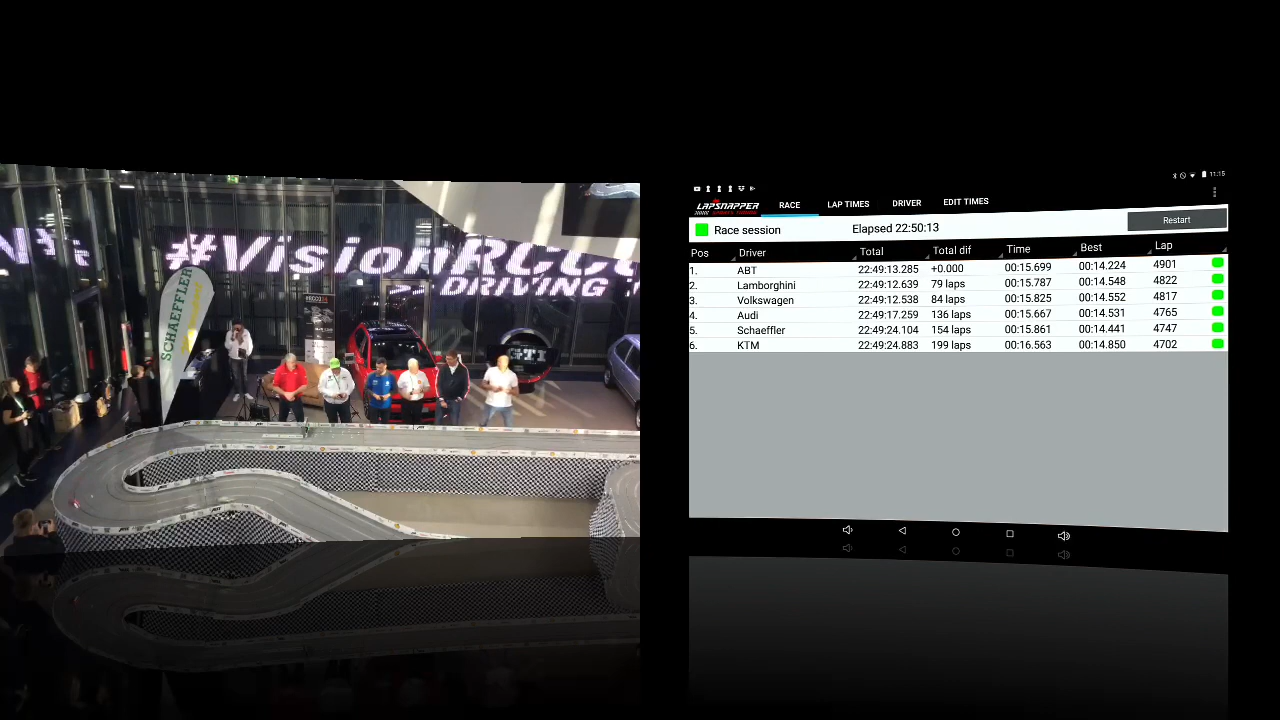 N#
#VisionRCCO
>> DRIVING
SCHAEFFLER
#RCCO24
GTI
11:15
LAPSNAPPER
RACE
LAP TIMES
DRIVER
EDIT TIMES
Race session
Elapsed 22:50:13
Restart
Pos Driver Total Total dif Time Best Lap
1. ABT 22:49:13.285 +0.000 00:15.699 00:14.224 4901
2. Lamborghini 22:49:12.639 79 laps 00:15.787 00:14.548 4822
3. Volkswagen 22:49:12.538 84 laps 00:15.825 00:14.552 4817
4. Audi 22:49:17.259 136 laps 00:15.667 00:14.531 4765
5. Schaeffler 22:49:24.104 154 laps 00:15.861 00:14.441 4747
6. KTM 22:49:24.883 199 laps 00:16.563 00:14.850 4702